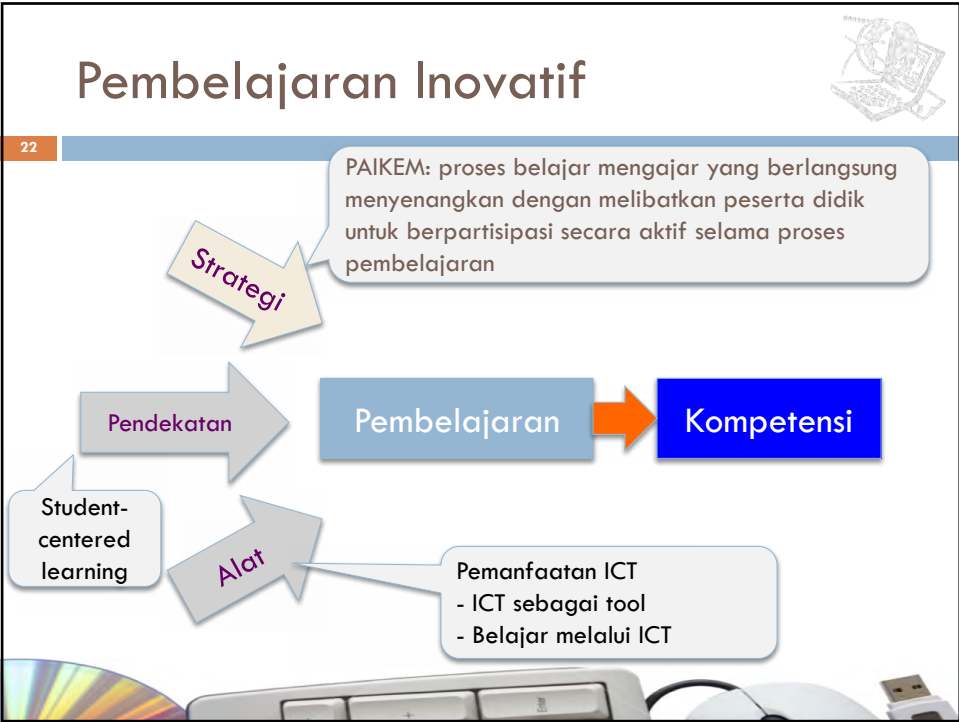 Pembelajaran Inovatif
22
PAIKEM: proses belajar mengajar yang berlangsung
menyenangkan dengan melibatkan peserta didik
untuk berpartisipasi secara aktif selama proses
pembelajaran
Strategi
Pendekatan
Pembelajaran
Kompetensi
Student-
centered
learning
Alat
Pemanfaatan ICT
- ICT sebagai tool
- Belajar melalui ICT
+
Enter